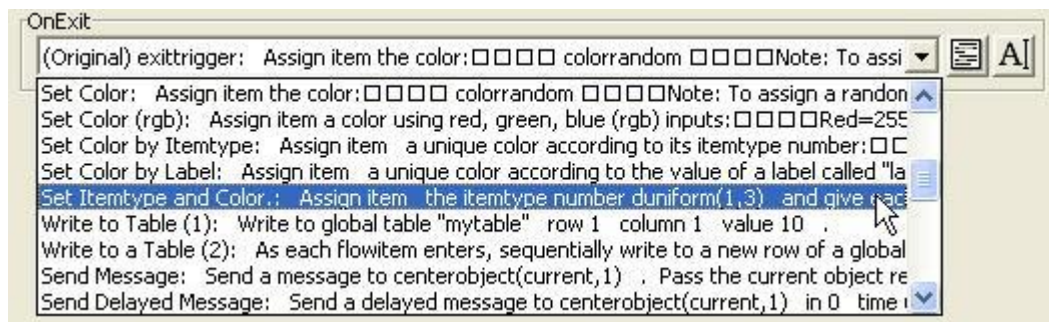 OnExit
(Original) exittrigger: Assign item the color:□□□□ colorrandom □□□□Note: To assi
A
Set Color: Assign item the color:□□□□ colorrandom □□□□Note: To assign a random
Set Color (rgb): Assign item a color using red, green, blue (rgb) inputs:□□□□Red=255
Set Color by Itemtype: Assign item a unique color according to its itemtype number:□□
Set Color by Label: Assign item a unique color according to the value of a label called "la
Set Itemtype and Color.: Assign item the itemtype number duniform(1,3) and give eac
Write to Table (1): Write to global table "mytable" row 1 column 1 value 10 .
Write to a Table (2): As each flowitem enters, sequentially write to a new row of a global
Send Message: Send a message to centerobject(current,1) . Pass the current object re
Send Delayed Message: Send a delayed message to centerobject(current,1) in 0 time